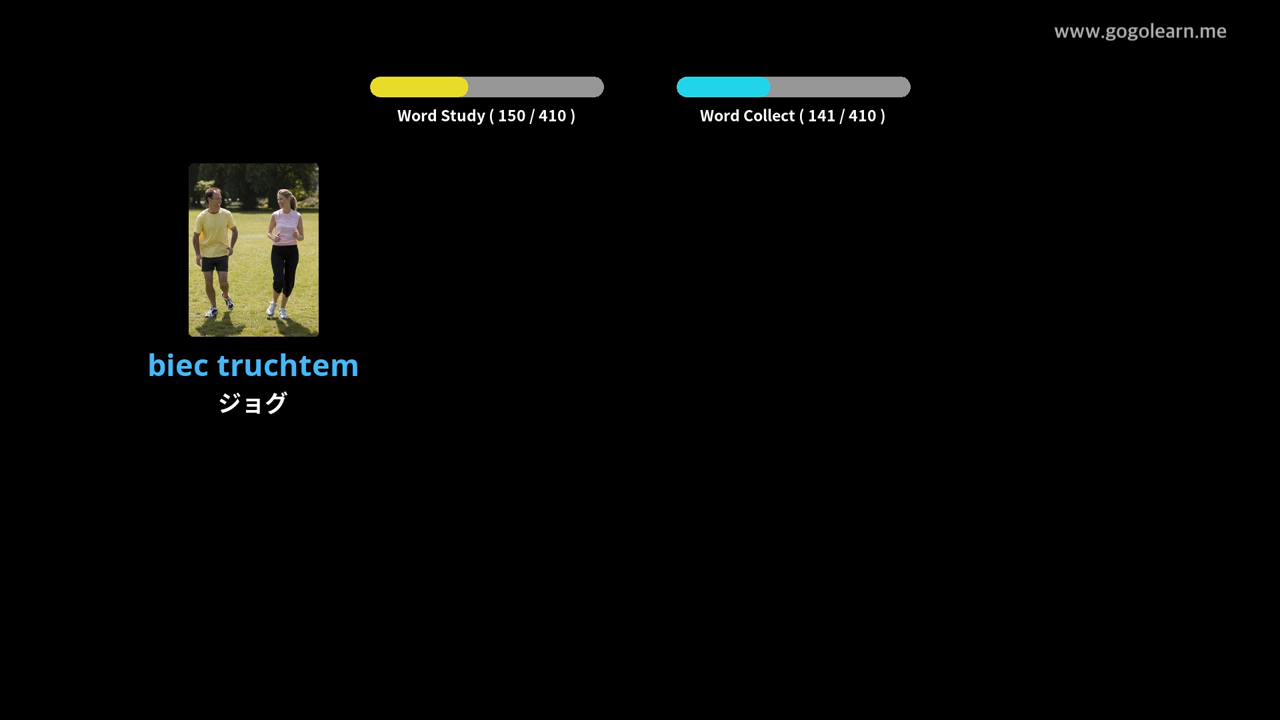 www.gogolearn.me
Word Study ( 150 / 410 )
Word Collect ( 141 / 410 )
biec truchtem
ジョグ